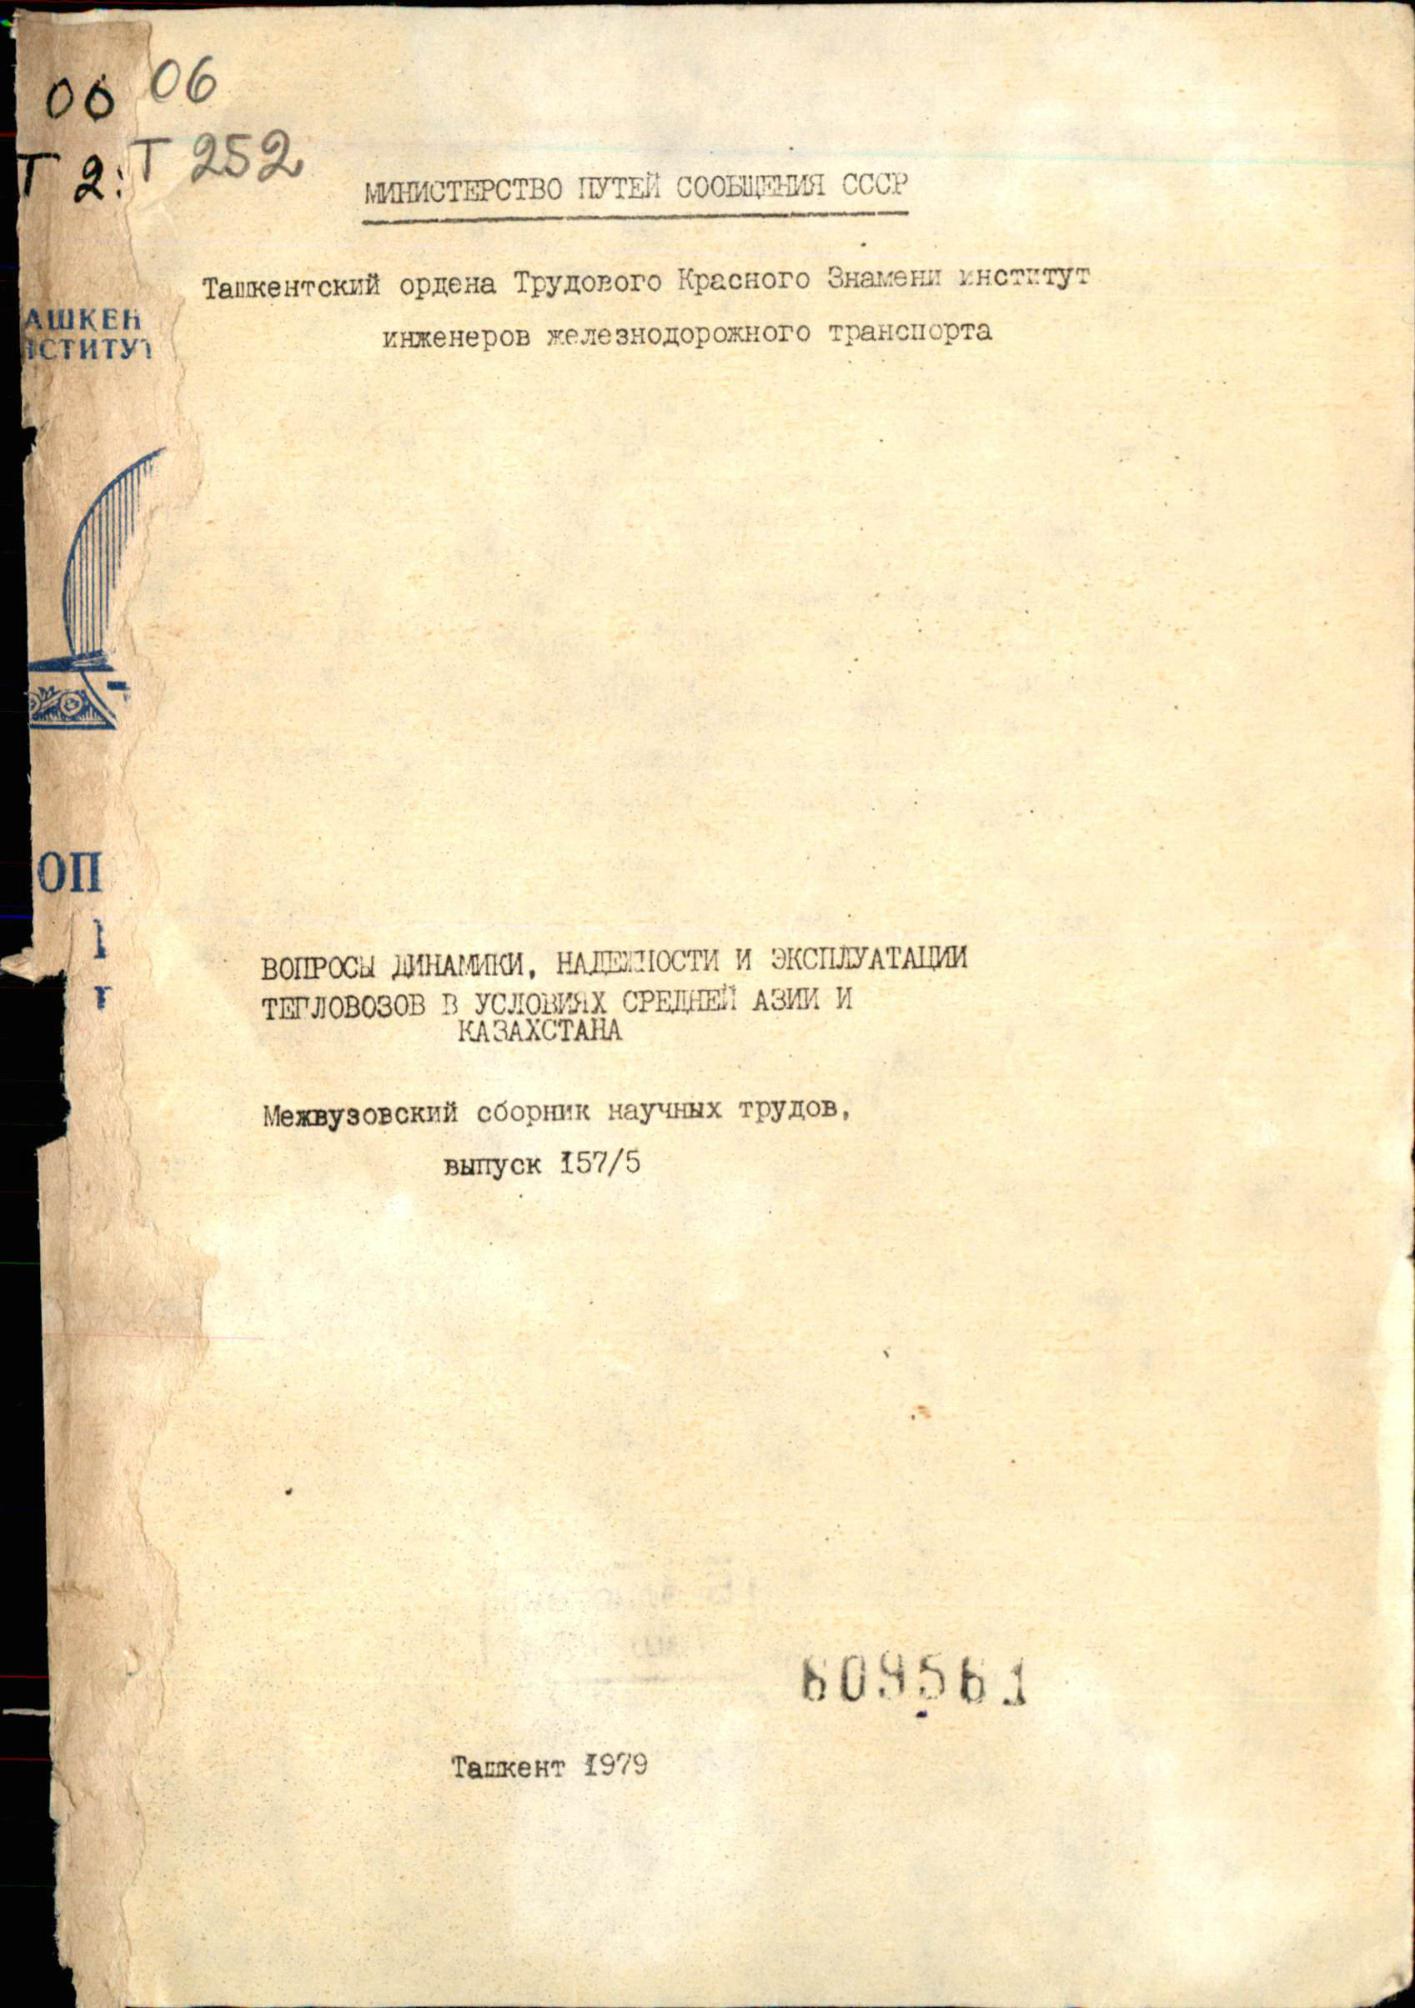 06 06
Т 2 Т 252
МИНИСТЕРСТВО ПУТЕЙ СООБЩЕНИЯ СССР
Ташкентский ордена Трудового Красного Знамени институт
АШКЕН
инженеров железнодорожного транспорта
СТИТУТ
ОП
ВОПРОСЫ ДИНАМИКИ, НАДЕЖНОСТИ И ЭКСПЛУАТАЦИИ
ТЕПЛОВОЗОВ В УСЛОВИЯХ СРЕДНЕЙ АЗИИ И
КАЗАХСТАНА
Межвузовский сборник научных трудов,
выпуск 157/5
609561
Ташкент 1979